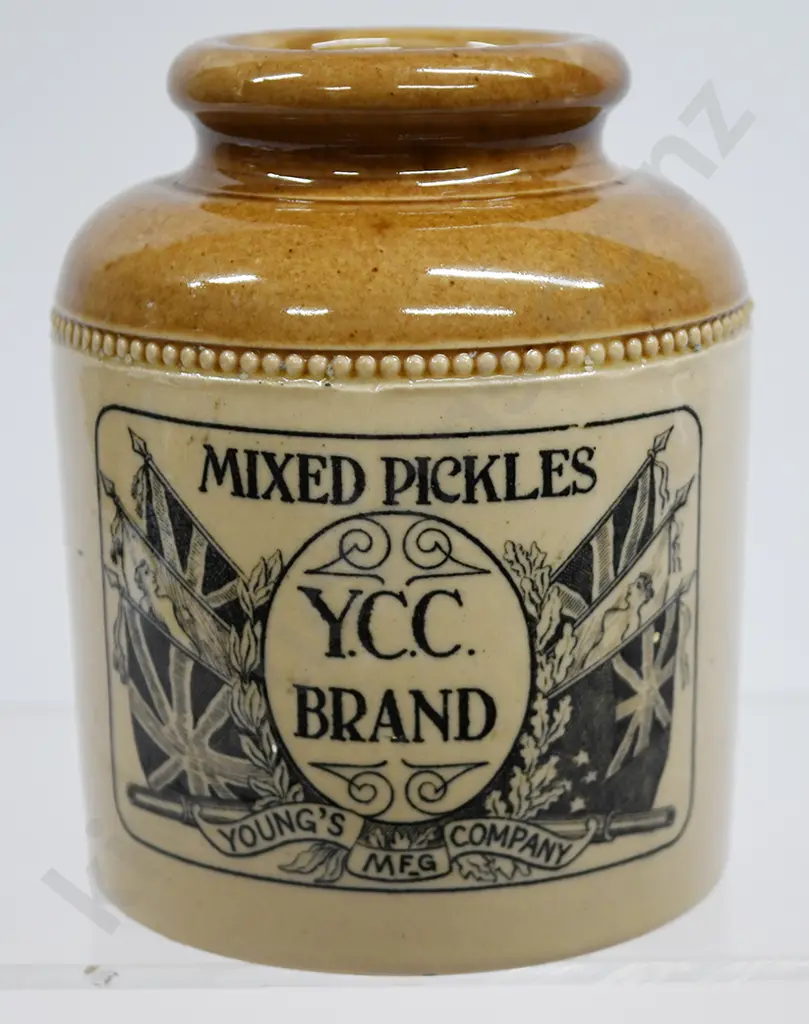 MIXED PICKLES
Y.C.C.
BRAND
YOUNG'S MFG COMPANY